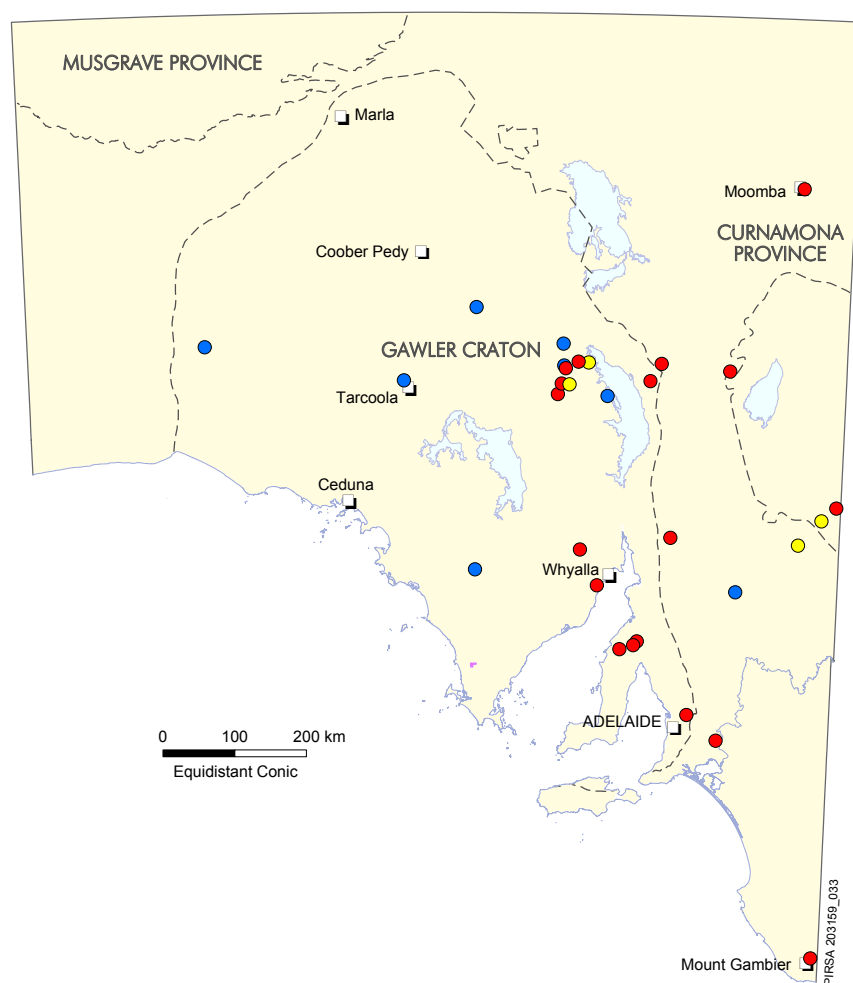 MUSGRAVE PROVINCE
Marla
Moomba
CURNAMONA
PROVINCE
Coober Pedy
GAWLER CRATON
Tarcoola
Ceduna
Whyalla
ADELAIDE
0 100 200 km
Equidistant Conic
PIRSA 203159_033
Mount Gambier